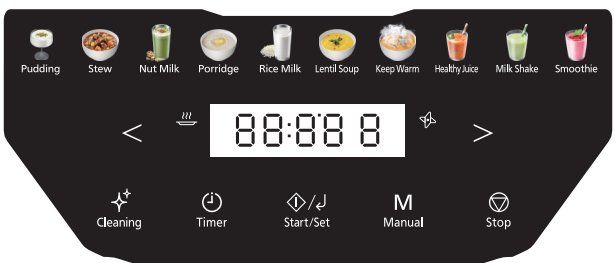 Pudding Stew Nut Milk Porridge Rice Milk Lentil Soup Keep Warm Healthy Juice Milk Shake Smoothie
< 88:88 8 >
M
Cleaning Timer Start/Set Manual Stop